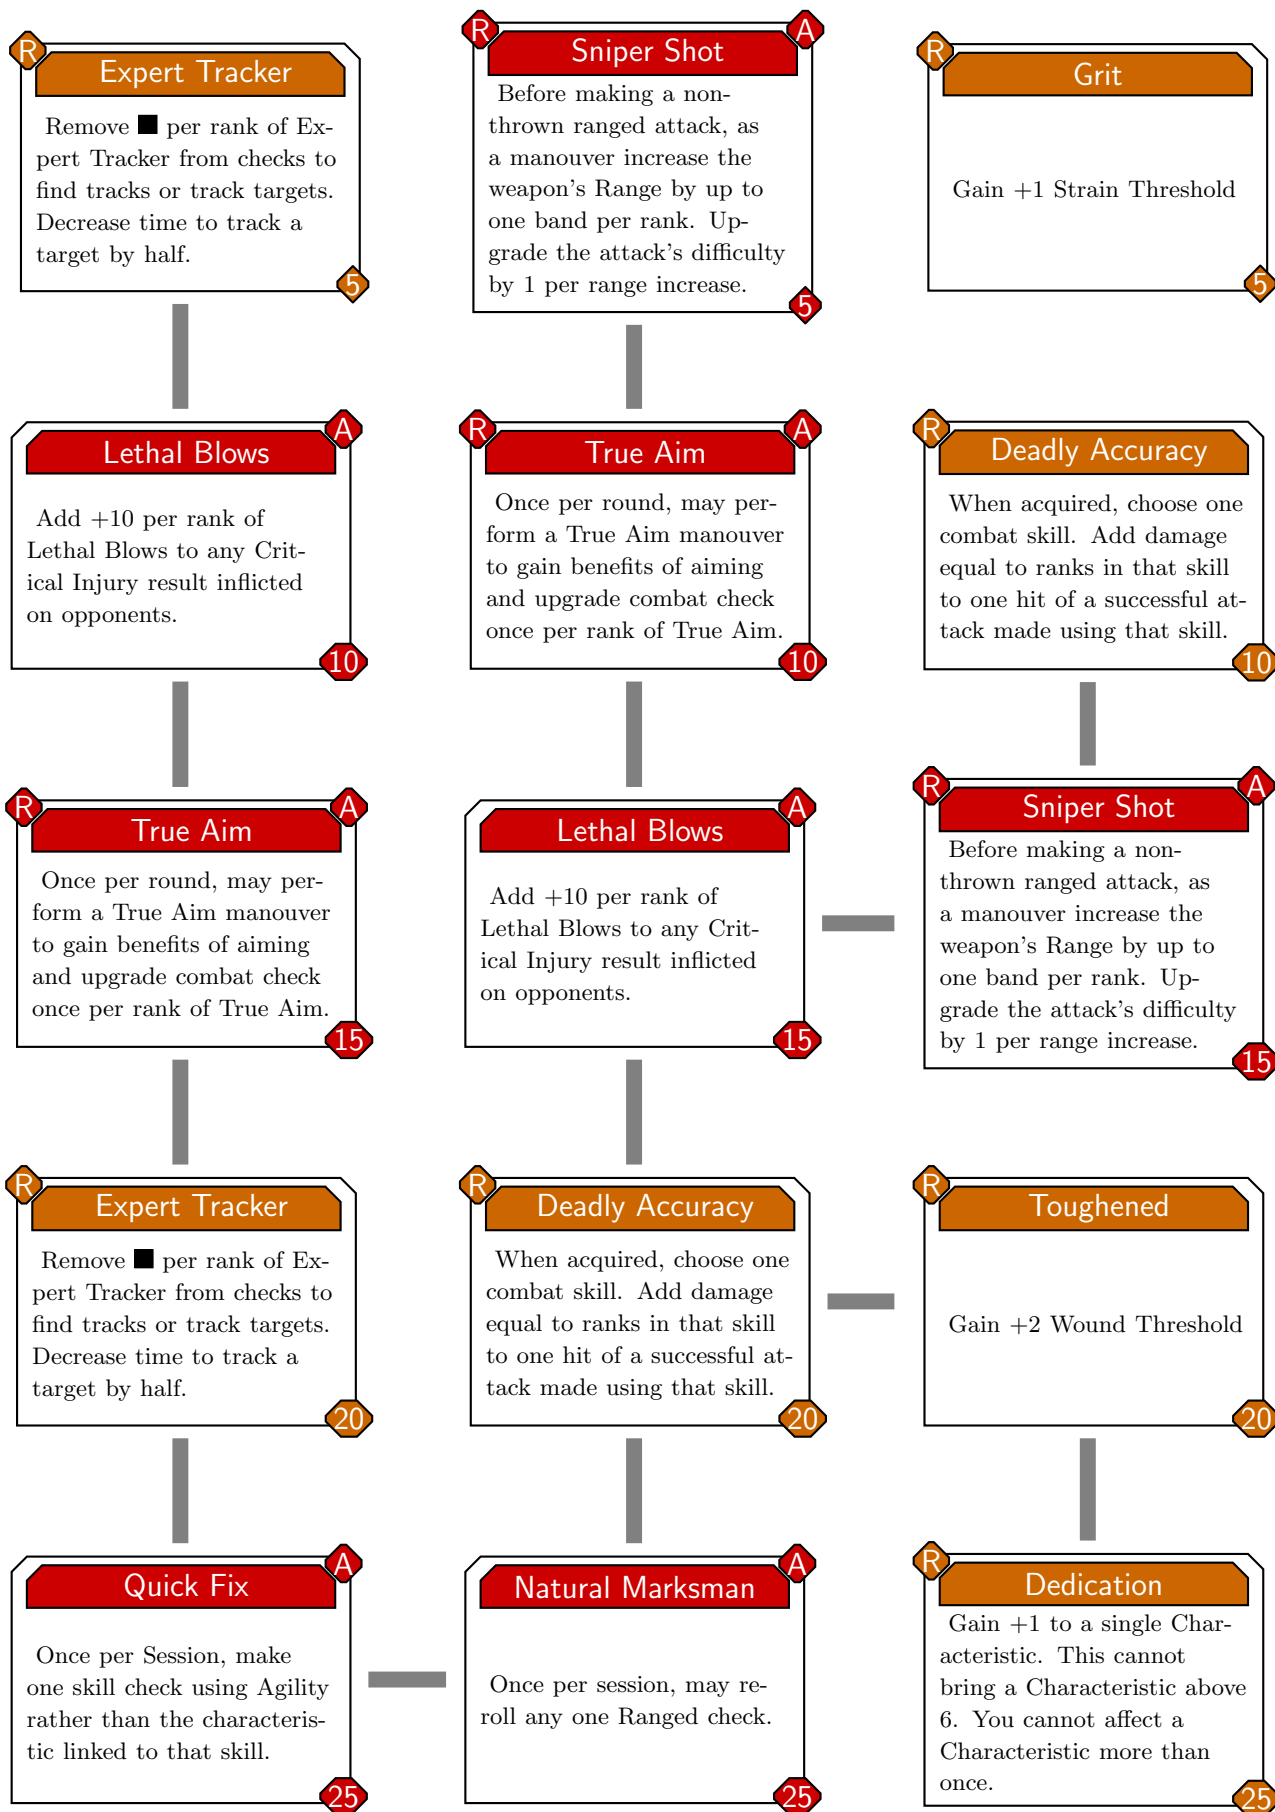 R
Expert Tracker
Remove ■ per rank of Ex-
pert Tracker from checks to
find tracks or track targets.
Decrease time to track a
target by half.
5
R
A
Sniper Shot
Before making a non-
thrown ranged attack, as
a manouver increase the
weapon's Range by up to
one band per rank. Up-
grade the attack's difficulty
by 1 per range increase.
5
R
Grit
Gain +1 Strain Threshold
5
A
Lethal Blows
Add +10 per rank of
Lethal Blows to any Crit-
ical Injury result inflicted
on opponents.
10
R
A
True Aim
Once per round, may per-
form a True Aim manouver
to gain benefits of aiming
and upgrade combat check
once per rank of True Aim.
10
R
Deadly Accuracy
When acquired, choose one
combat skill. Add damage
equal to ranks in that skill
to one hit of a successful at-
tack made using that skill.
10
R
A
True Aim
Once per round, may per-
form a True Aim manouver
to gain benefits of aiming
and upgrade combat check
once per rank of True Aim.
15
A
Lethal Blows
Add +10 per rank of
Lethal Blows to any Crit-
ical Injury result inflicted
on opponents.
15
R
A
Sniper Shot
Before making a non-
thrown ranged attack, as
a manouver increase the
weapon's Range by up to
one band per rank. Up-
grade the attack's difficulty
by 1 per range increase.
15
R
Expert Tracker
Remove ■ per rank of Ex-
pert Tracker from checks to
find tracks or track targets.
Decrease time to track a
target by half.
20
R
Deadly Accuracy
When acquired, choose one
combat skill. Add damage
equal to ranks in that skill
to one hit of a successful at-
tack made using that skill.
20
R
Toughened
Gain +2 Wound Threshold
20
A
Quick Fix
Once per Session, make
one skill check using Agility
rather than the characteris-
tic linked to that skill.
25
A
Natural Marksman
Once per session, may re-
roll any one Ranged check.
25
R
Dedication
Gain +1 to a single Char-
acteristic. This cannot
bring a Characteristic above
6. You cannot affect a
Characteristic more than
once.
25